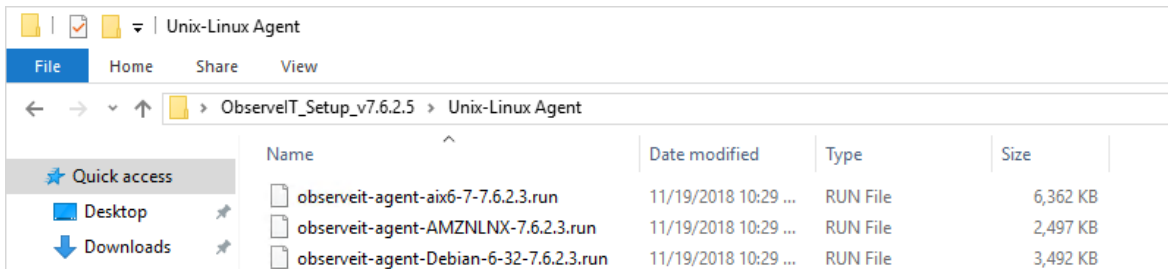 Unix-Linux Agent
File Home Share View
ObserveIT_Setup_v7.6.2.5 > Unix-Linux Agent
Quick access
Desktop
Downloads
Name Date modified Type Size
observeit-agent-aix6-7-7.6.2.3.run 11/19/2018 10:29 ... RUN File 6,362 KB
observeit-agent-AMZNLNX-7.6.2.3.run 11/19/2018 10:29 ... RUN File 2,497 KB
observeit-agent-Debian-6-32-7.6.2.3.run 11/19/2018 10:29 ... RUN File 3,492 KB